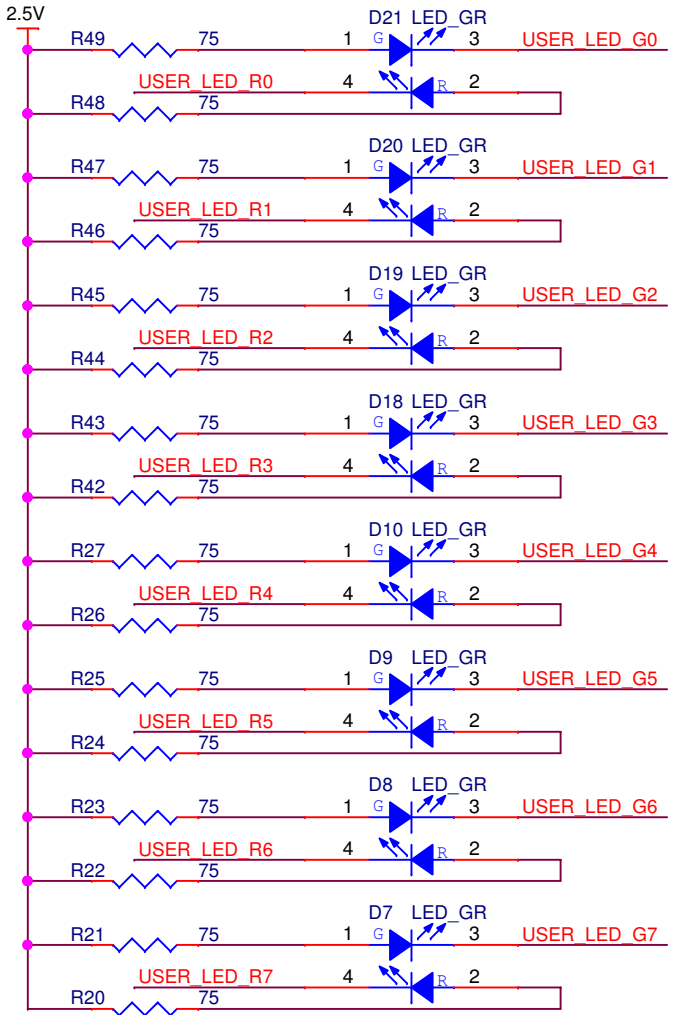 2.5V
D21 LED_GR
R49 75 1 G 3 USER_LED_G0
USER_LED_R0 4 R 2
R48 75
D20 LED_GR
R47 75 1 G 3 USER_LED_G1
USER_LED_R1 4 R 2
R46 75
D19 LED_GR
R45 75 1 G 3 USER_LED_G2
USER_LED_R2 4 R 2
R44 75
D18 LED_GR
R43 75 1 G 3 USER_LED_G3
USER_LED_R3 4 R 2
R42 75
D10 LED_GR
R27 75 1 G 3 USER_LED_G4
USER_LED_R4 4 R 2
R26 75
D9 LED_GR
R25 75 1 G 3 USER_LED_G5
USER_LED_R5 4 R 2
R24 75
D8 LED_GR
R23 75 1 G 3 USER_LED_G6
USER_LED_R6 4 R 2
R22 75
D7 LED_GR
R21 75 1 G 3 USER_LED_G7
USER_LED_R7 4 R 2
R20 75